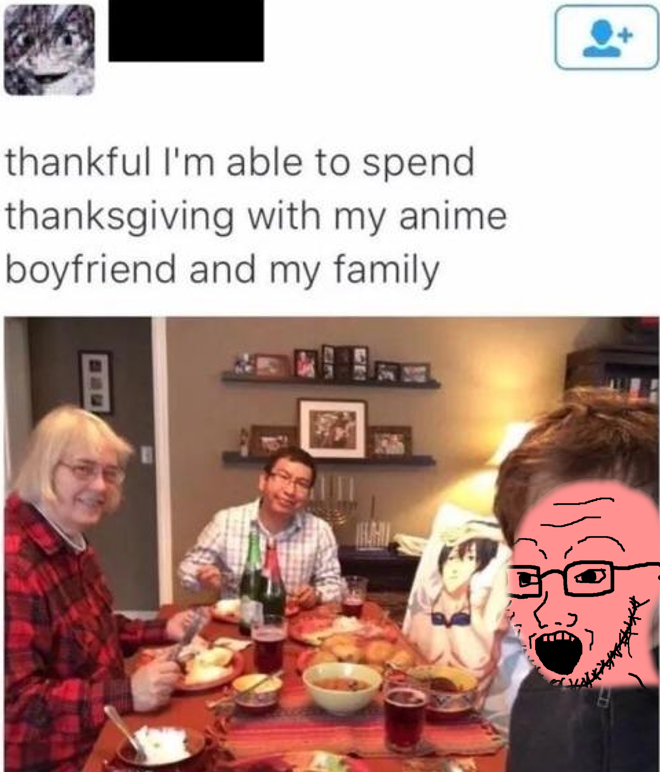 thankful I'm able to spend
thanksgiving with my anime
boyfriend and my family